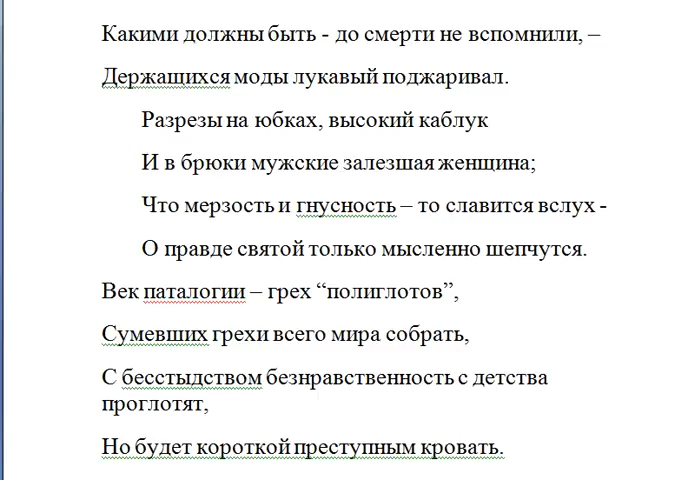 Какими должны быть - до смерти не вспомнили, –
Держащихся моды лукавый поджаривал.
Разрезы на юбках, высокий каблук
И в брюки мужские залезшая женщина;
Что мерзость и гнусность – то славится вслух -
О правде святой только мысленно шепчутся.
Век паталогии – грех “полиглотов”,
Сумевших грехи всего мира собрать,
С бесстыдством безнравственность с детства
проглотят,
Но будет короткой преступным кровать.